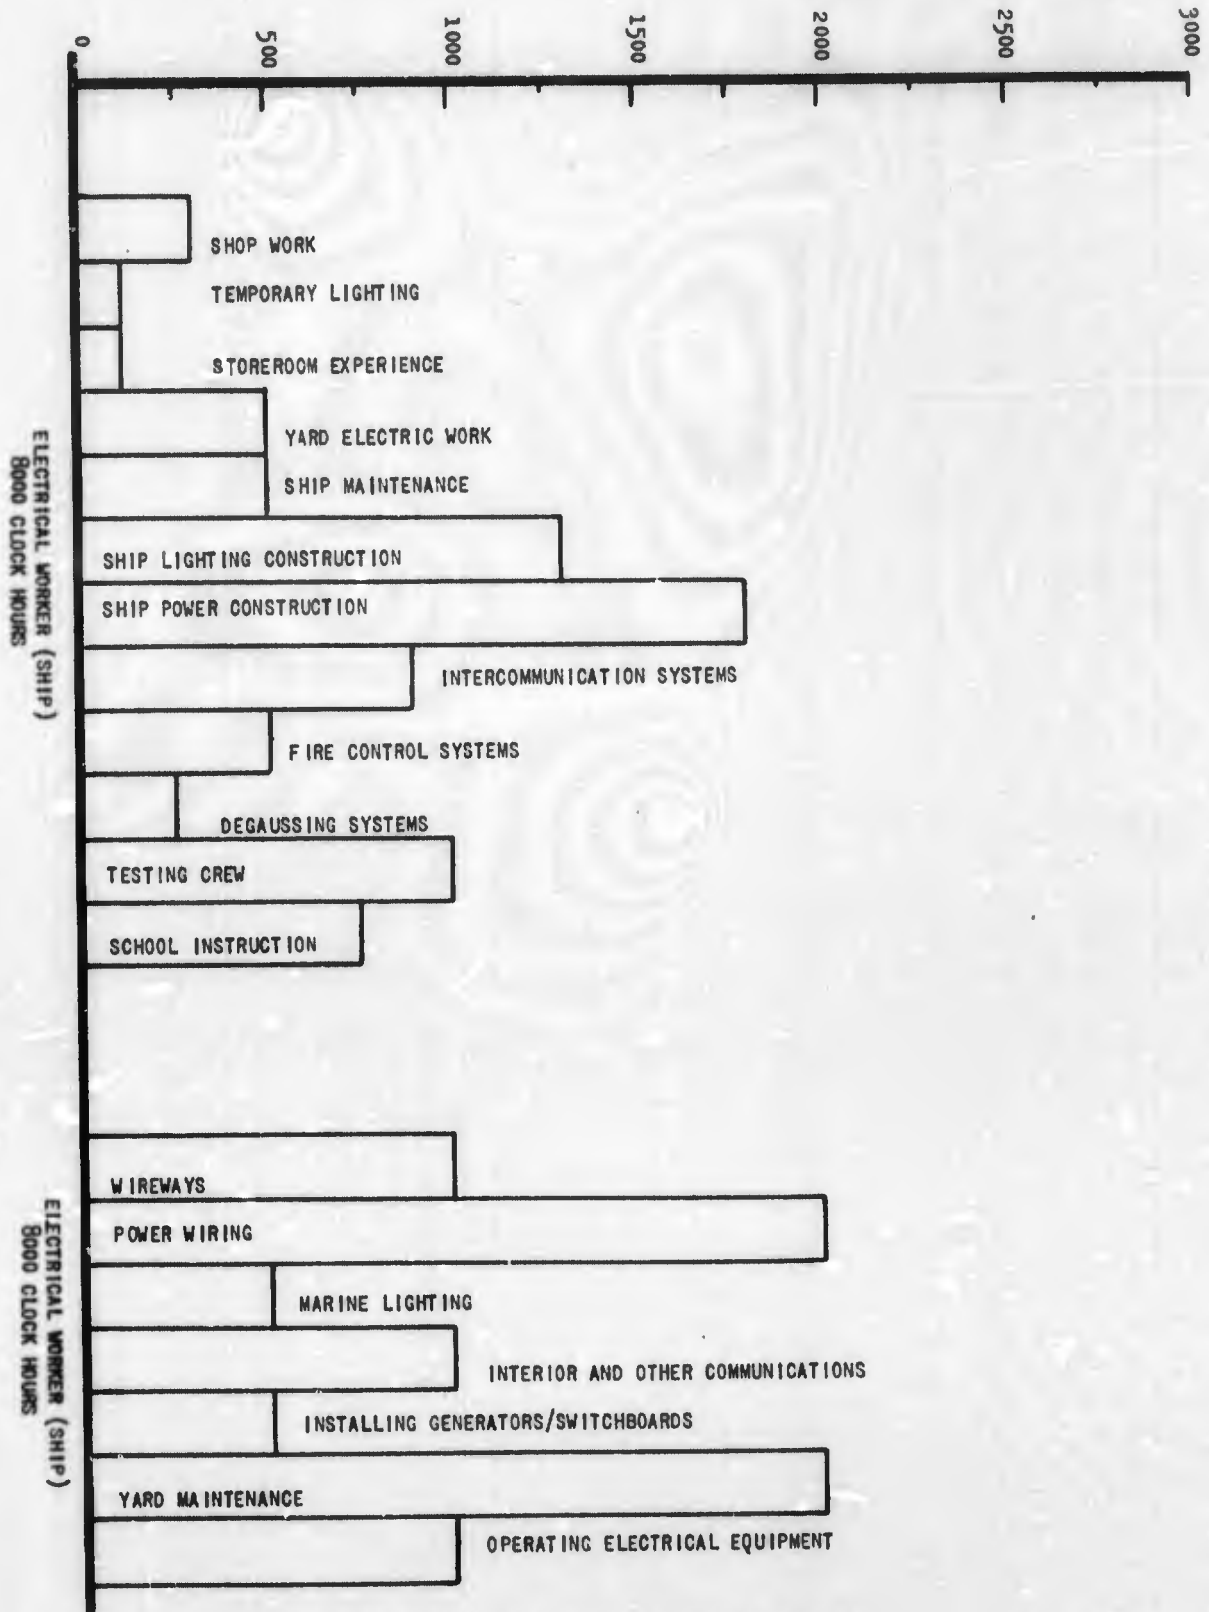 0
500
1000
1500
2000
2500
3000
SHOP WORK
TEMPORARY LIGHTING
STOREROOM EXPERIENCE
YARD ELECTRIC WORK
SHIP MAINTENANCE
SHIP LIGHTING CONSTRUCTION
SHIP POWER CONSTRUCTION
INTERCOMMUNICATION SYSTEMS
FIRE CONTROL SYSTEMS
DEGAUSSING SYSTEMS
TESTING CREW
SCHOOL INSTRUCTION
ELECTRICAL WORKER (SHIP)
8000 CLOCK HOURS
WIREWAYS
POWER WIRING
MARINE LIGHTING
INTERIOR AND OTHER COMMUNICATIONS
INSTALLING GENERATORS/SWITCHBOARDS
YARD MAINTENANCE
OPERATING ELECTRICAL EQUIPMENT
ELECTRICAL WORKER (SHIP)
8000 CLOCK HOURS